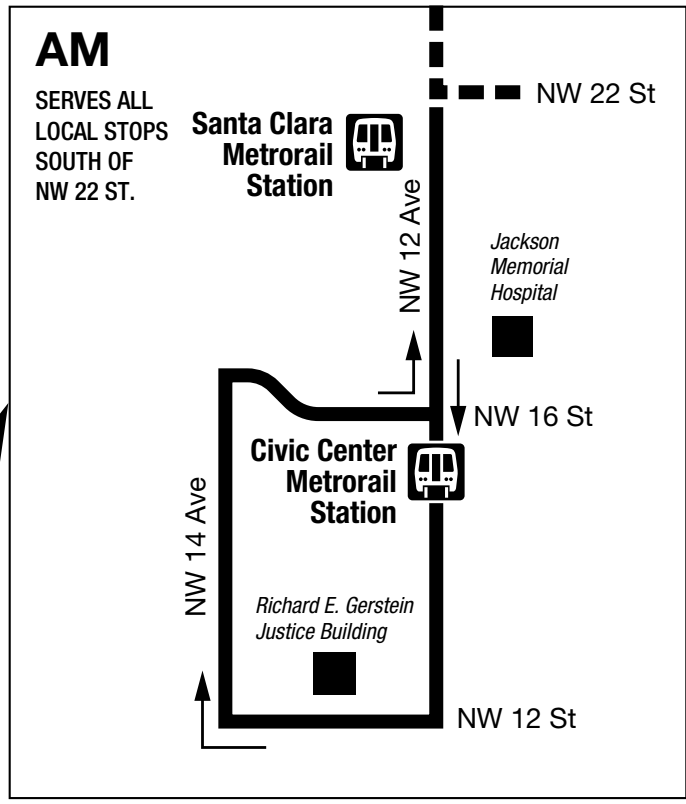 AM
SERVES ALL
LOCAL STOPS
SOUTH OF
NW 22 ST.
NW 22 St
Santa Clara
Metrorail
Station
NW 12 Ave
Jackson
Memorial
Hospital
NW 16 St
Civic Center
Metrorail
Station
NW 14 Ave
Richard E. Gerstein
Justice Building
NW 12 St